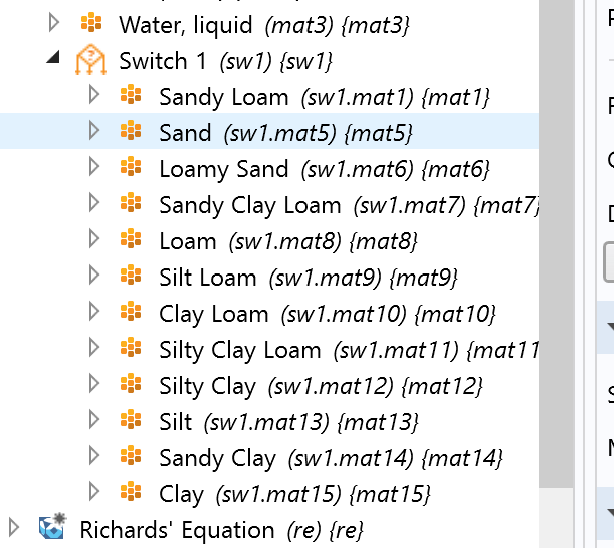 Water, liquid (mat3) {mat3}
Switch 1 (sw1) {sw1}
Sandy Loam (sw1.mat1) {mat1}
Sand (sw1.mat5) {mat5}
Loamy Sand (sw1.mat6) {mat6}
Sandy Clay Loam (sw1.mat7) {mat7}
Loam (sw1.mat8) {mat8}
Silt Loam (sw1.mat9) {mat9}
Clay Loam (sw1.mat10) {mat10}
Silty Clay Loam (sw1.mat11) {mat11
Silty Clay (sw1.mat12) {mat12}
Silt (sw1.mat13) {mat13}
Sandy Clay (sw1.mat14) {mat14}
Clay (sw1.mat15) {mat15}
Richards' Equation (re) {re}